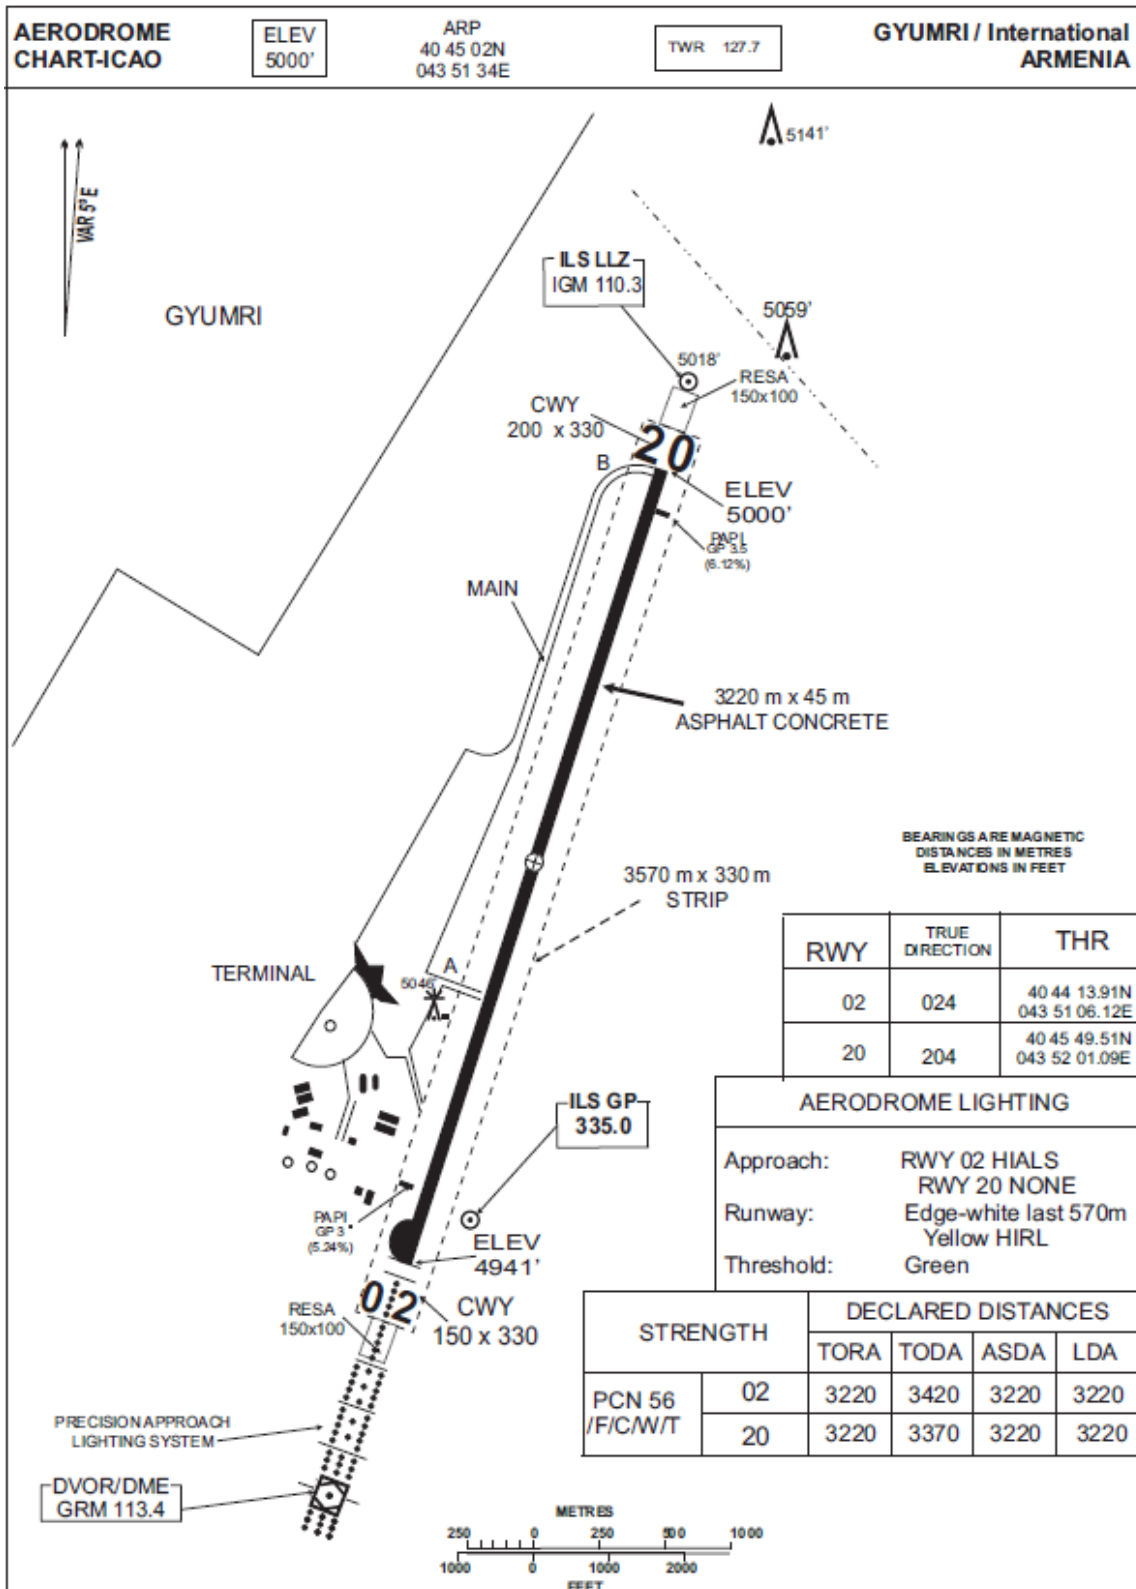 AERODROME
CHART-ICAO
ELEV
5000'
ARP
40 45 02N
043 51 34E
TWR 127.7
GYUMRI / International
ARMENIA
5141'
VAR 5° E
ILS LLZ
IGM 110.3
GYUMRI
5059'
5018'
RESA
150x100
CWY
200 x 330
20
B
ELEV
5000'
PAPI
GP 3.5
(6.12%)
MAIN
3220 m x 45 m
ASPHALT CONCRETE
BEARINGS ARE MAGNETIC
DISTANCES IN METRES
ELEVATIONS IN FEET
3570 m x 330 m
STRIP
RWY TRUE DIRECTION THR
02 024 40 44 13.91N 043 51 06.12E
20 204 40 45 49.51N 043 52 01.09E
TERMINAL
A
5046'
ILS GP
335.0
AERODROME LIGHTING
Approach: RWY 02 HIALS
RWY 20 NONE
Runway: Edge-white last 570m
Yellow HIRL
Threshold: Green
PAPI
GP 3°
(5.24%)
ELEV
4941'
02
CWY
150 x 330
RESA
150x100
STRENGTH DECLARED DISTANCES
TORA TODA ASDA LDA
PCN 56
/F/C/W/T
02 3220 3420 3220 3220
20 3220 3370 3220 3220
PRECISION APPROACH
LIGHTING SYSTEM
DVOR/DME
GRM 113.4
METRES
250 0 250 500 1000
1000 0 1000 2000
FEET